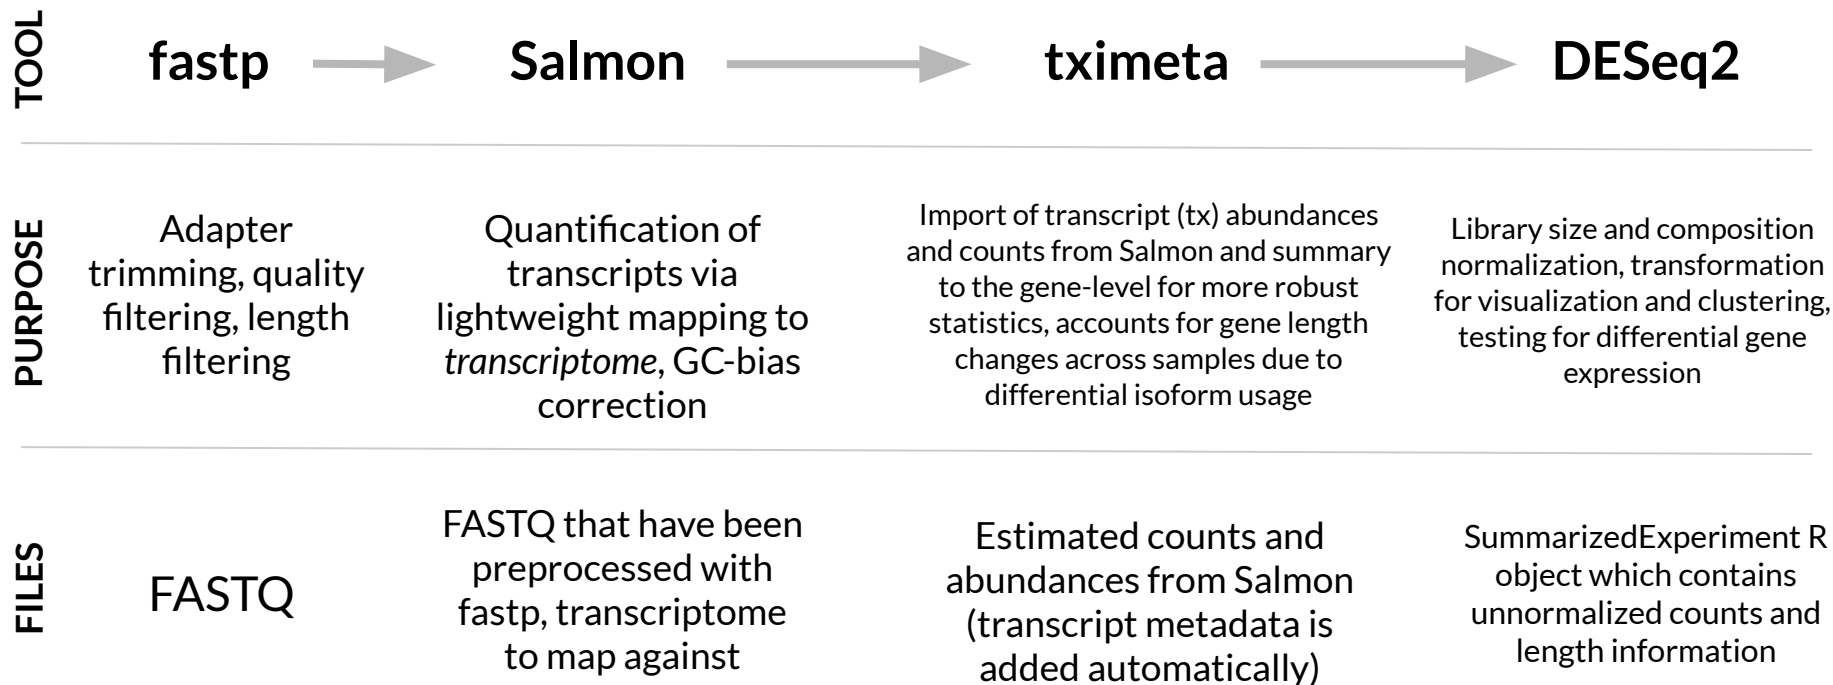 TOOL
fastp
Salmon
tximeta
DESeq2
PURPOSE
Adapter
trimming, quality
filtering, length
filtering
Quantification of
transcripts via
lightweight mapping to
transcriptome, GC-bias
correction
Import of transcript (tx) abundances
and counts from Salmon and summary
to the gene-level for more robust
statistics, accounts for gene length
changes across samples due to
differential isoform usage
Library size and composition
normalization, transformation
for visualization and clustering,
testing for differential gene
expression
FILES
FASTQ
FASTQ that have been
preprocessed with
fastp, transcriptome
to map against
Estimated counts and
abundances from Salmon
(transcript metadata is
added automatically)
SummarizedExperiment R
object which contains
unnormalized counts and
length information